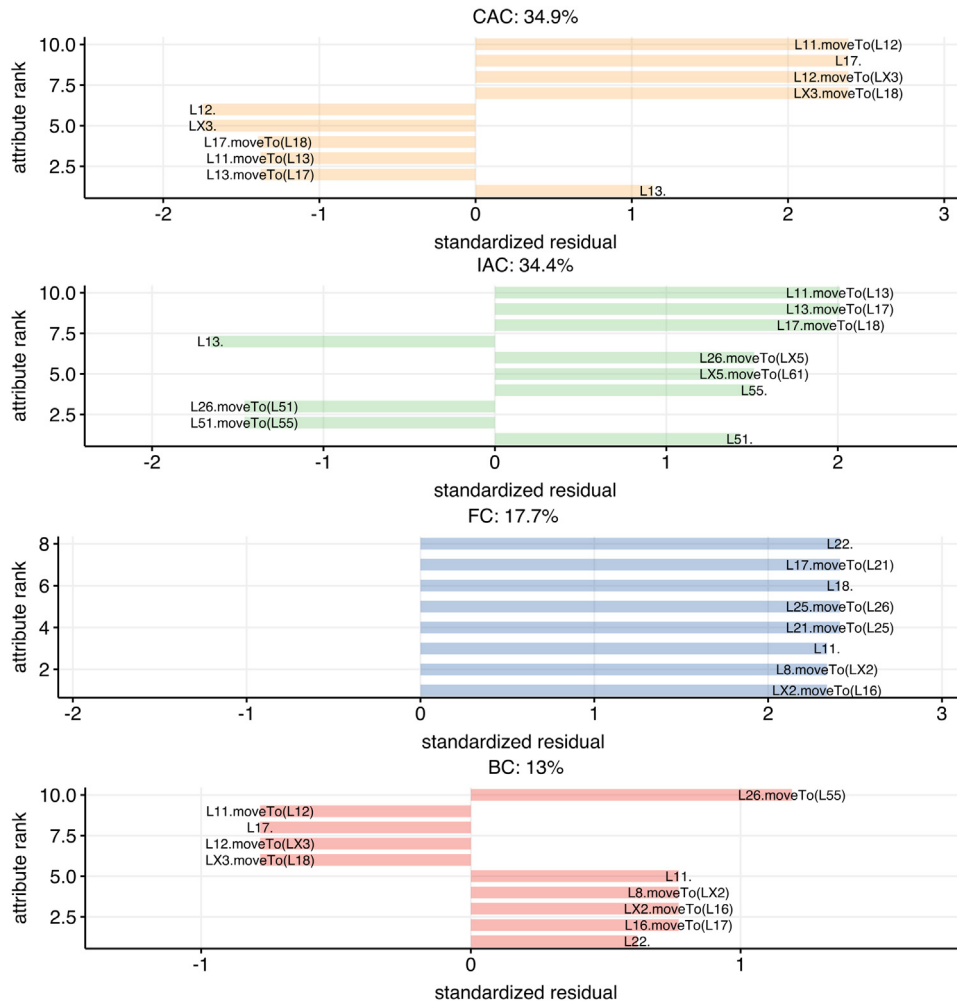 CAC: 34.9%
attribute rank
10.0
7.5
5.0
2.5
L11.moveTo(L12)
L17.
L12.moveTo(LX3)
LX3.moveTo(L18)
L12.
LX3.
L17.moveTo(L18)
L11.moveTo(L13)
L13.moveTo(L17)
L13.
-2 -1 0 1 2 3
standardized residual
IAC: 34.4%
attribute rank
10.0
7.5
5.0
2.5
L11.moveTo(L13)
L13.moveTo(L17)
L17.moveTo(L18)
L13.
L26.moveTo(LX5)
LX5.moveTo(L61)
L55.
L26.moveTo(L51)
L51.moveTo(L55)
L51.
-2 -1 0 1 2
standardized residual
FC: 17.7%
attribute rank
8
6
4
2
L22.
L17.moveTo(L21)
L18.
L25.moveTo(L26)
L21.moveTo(L25)
L11.
L8.moveTo(LX2)
LX2.moveTo(L16)
-2 -1 0 1 2 3
standardized residual
BC: 13%
attribute rank
10.0
7.5
5.0
2.5
L26.moveTo(L55)
L11.moveTo(L12)
L17.
L12.moveTo(LX3)
LX3.moveTo(L18)
L11.
L8.moveTo(LX2)
LX2.moveTo(L16)
L16.moveTo(L17)
L22.
-1 0 1
standardized residual